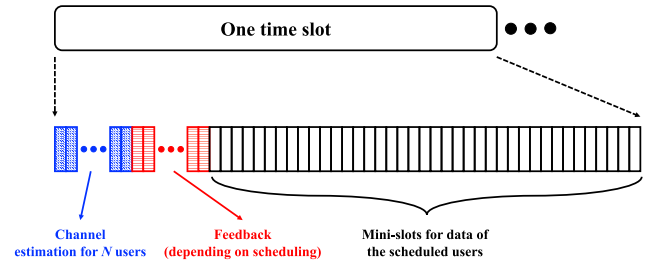 One time slot
Channel
estimation for N users
Feedback
(depending on scheduling)
Mini-slots for data of
the scheduled users